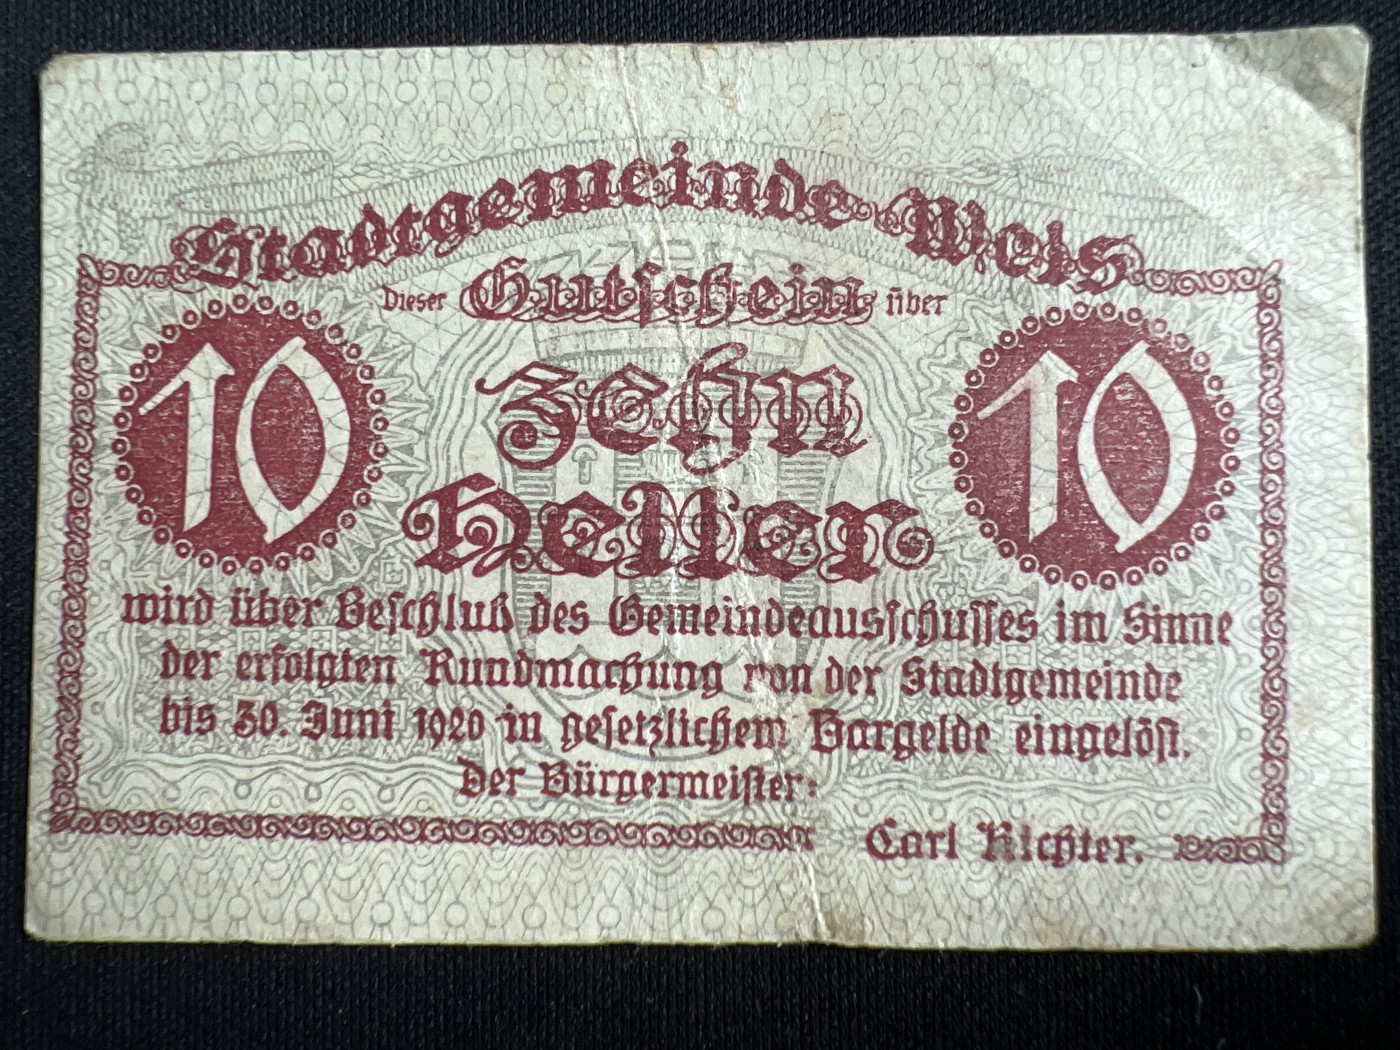 Stadtgemeinde Wels
Dieser Gutschein über
10 zehn 10
Heller
wird über Beschluß des Gemeindeausschusses im Sinne
der erfolgten Kundmachung von der Stadtgemeinde
bis 30. Juni 1920 in gesetzlichem Bargelde eingelöst.
Der Bürgermeister:
Carl Richter.